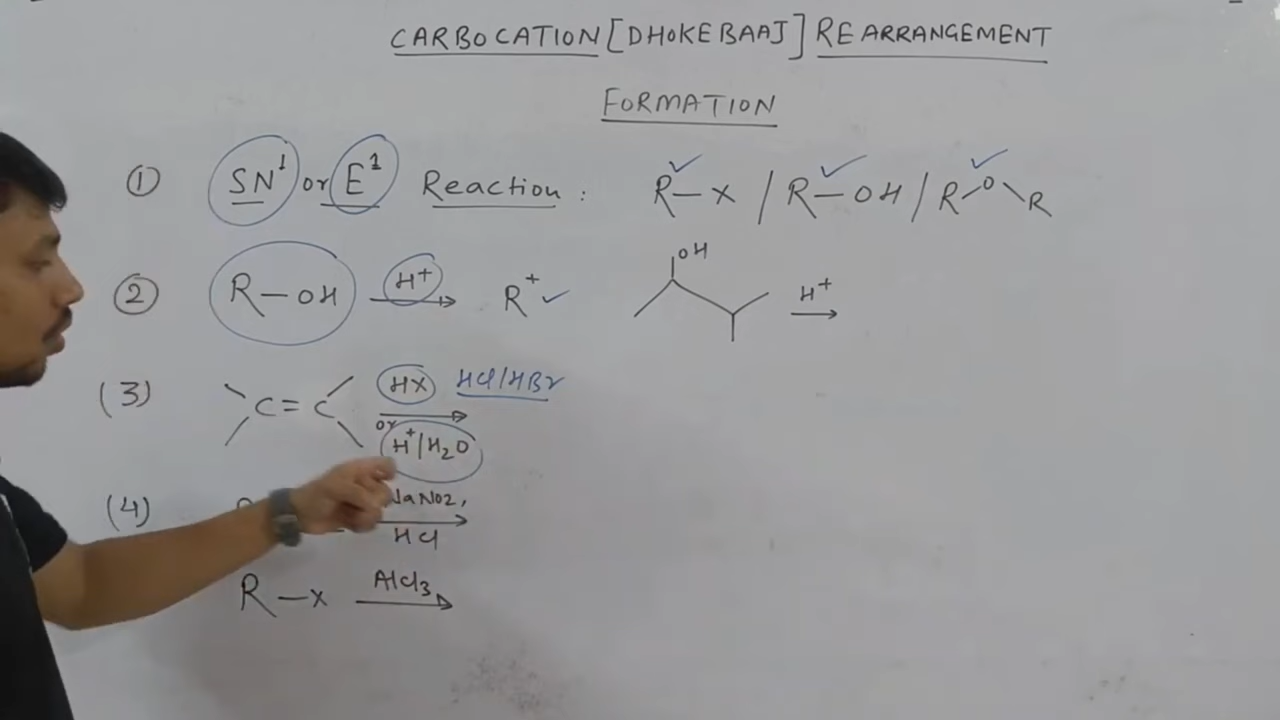 CARBOCATION [DHOKEBAAJ] REARRANGEMENT
FORMATION
① SN¹ or E¹ Reaction : R-X / R-OH / R-O-R
② R-OH H⁺ R⁺ ✓ OH H⁺
(3) C=C HX HCl/HBr
or
H⁺/H₂O
(4) NaNO₂,
HCl
R-X AlCl₃